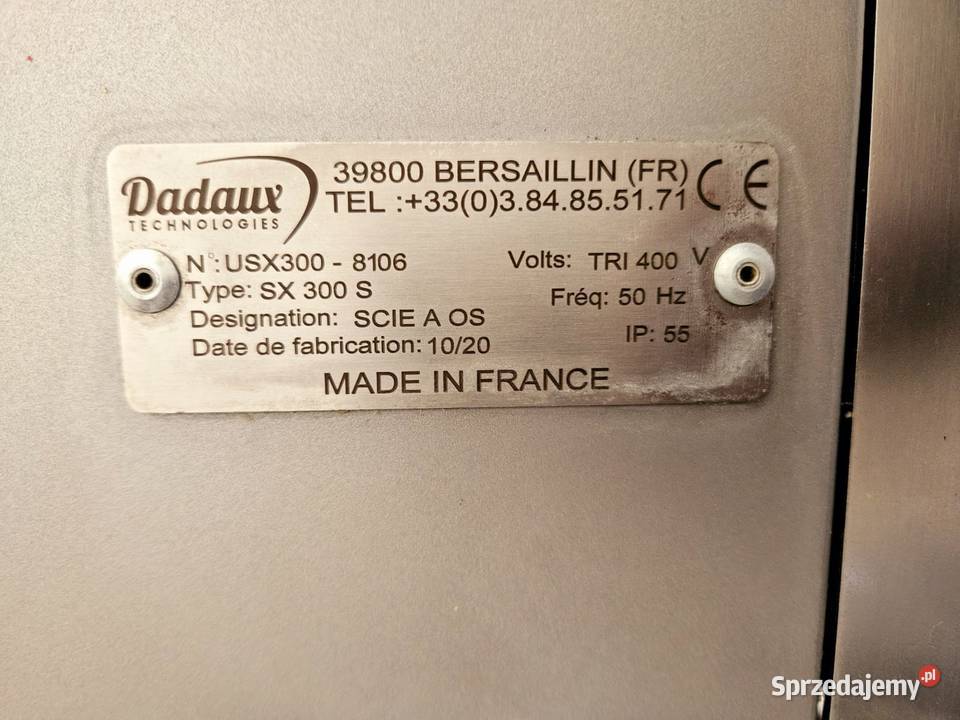 Dadaux
TECHNOLOGIES
39800 BERSAILLIN (FR)
TEL :+33(0)3.84.85.51.71
CE
N°: USX300 - 8106
Type: SX 300 S
Designation: SCIE A OS
Date de fabrication: 10/20
Volts: TRI 400 V
Fréq: 50 Hz
IP: 55
MADE IN FRANCE
Sprzedajemy.pl